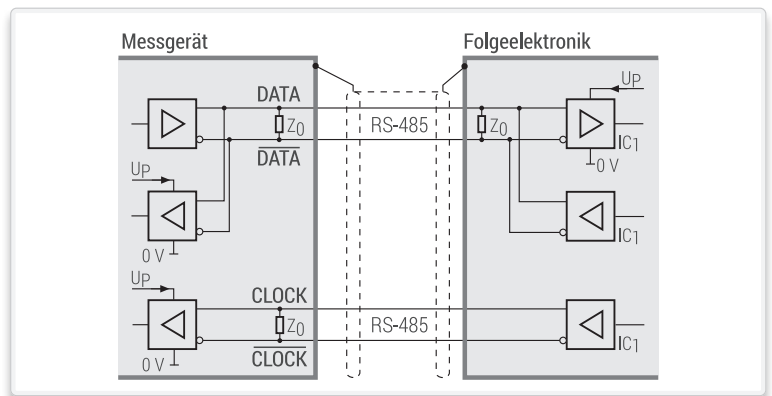 Messgerät
Folgeelektronik
DATA
Z0
RS-485
Z0
UP
DATA
IC1
0 V
UP
0 V
IC1
UP
CLOCK
Z0
RS-485
0 V
CLOCK
IC1